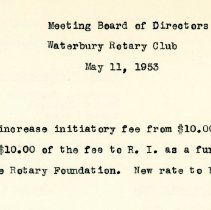 Meeting Board of Directors
Waterbury Rotary Club
May 11, 1953
increase initiatory fee from $10.00
$10.00 of the fee to R. I. as a fun
Rotary Foundation. New rate to b